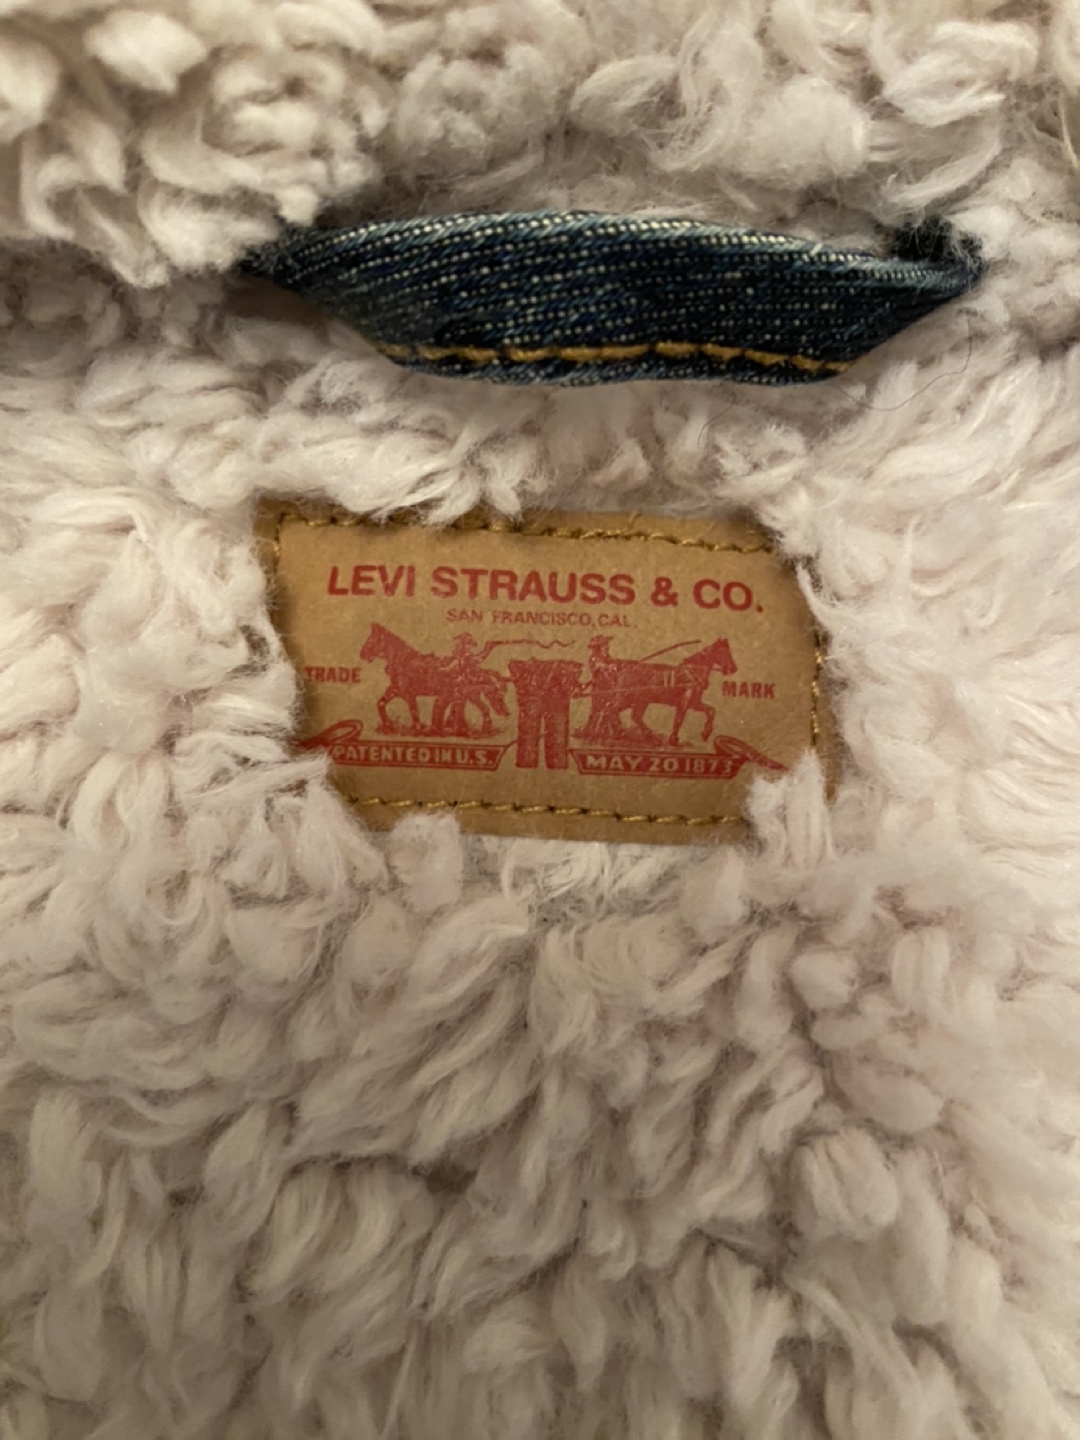 LEVI STRAUSS & CO.
SAN FRANCISCO, CAL.
TRADE MARK
PATENTED IN U.S. MAY 20 1873